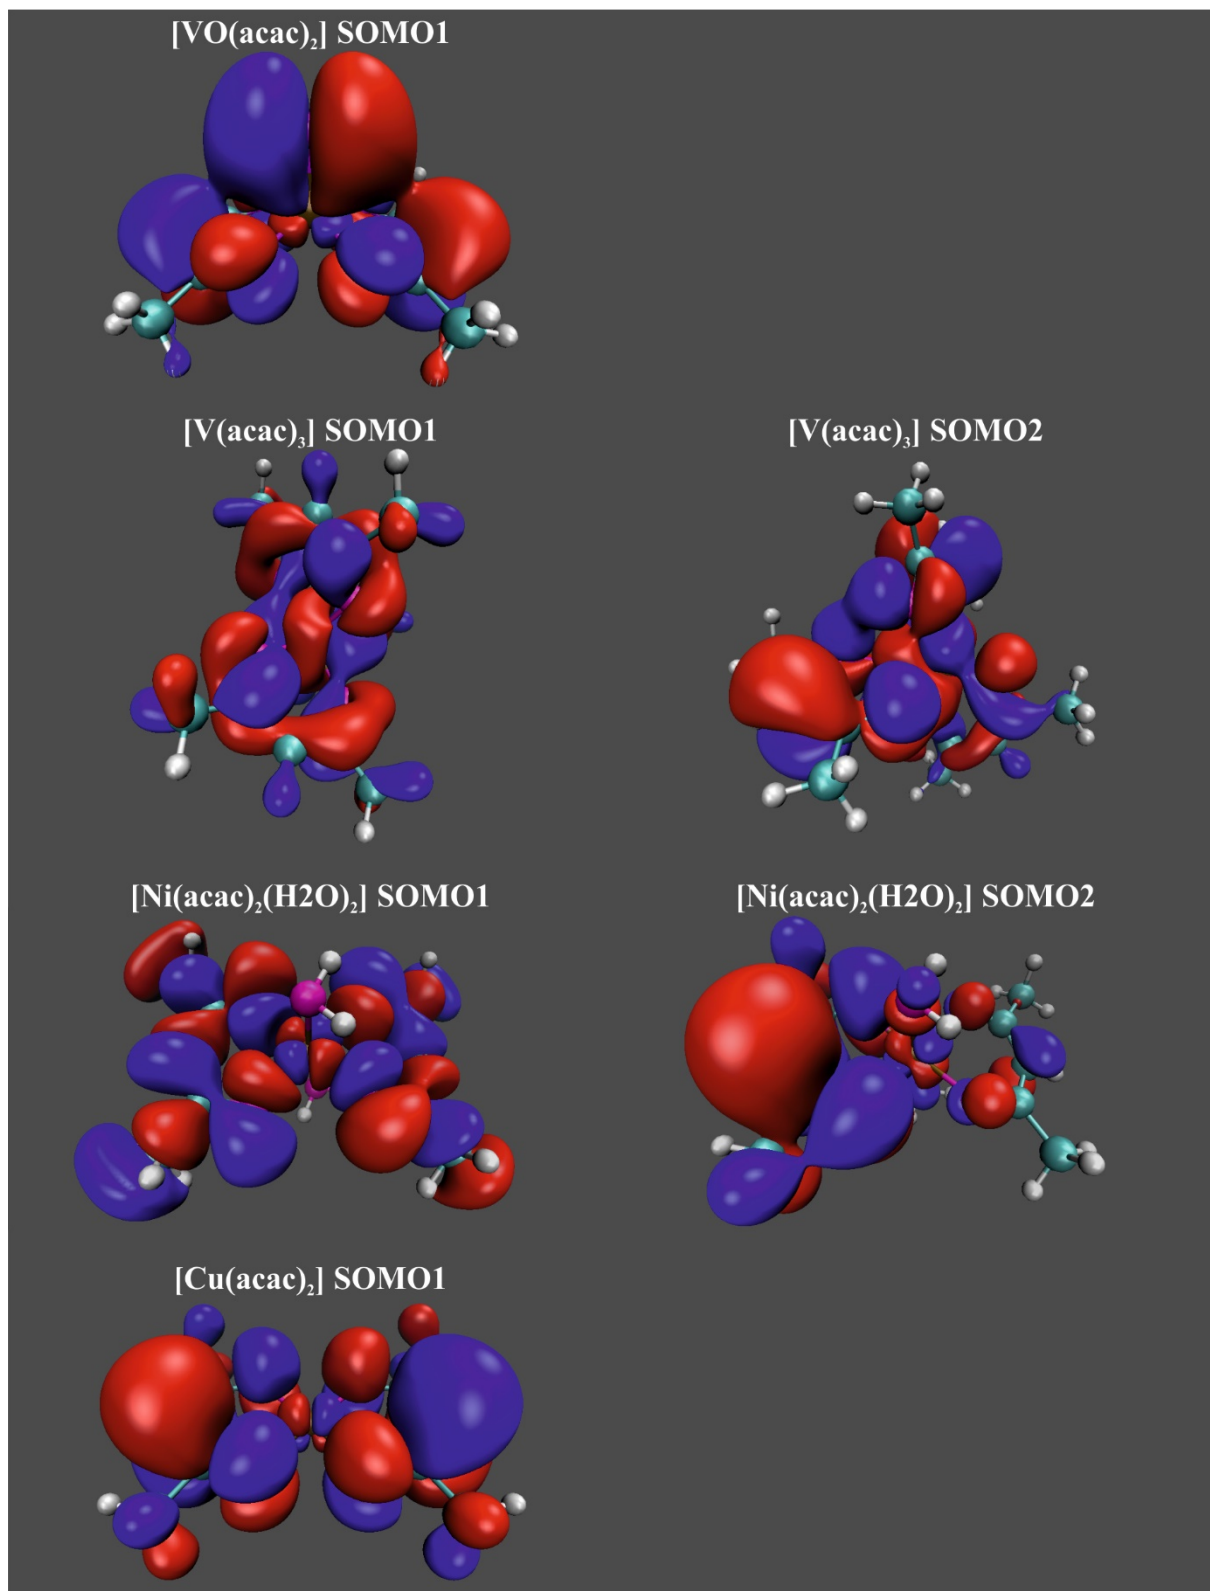 [VO(acac)₂] SOMO1
[V(acac)₃] SOMO1
[V(acac)₃] SOMO2
[Ni(acac)₂(H2O)₂] SOMO1
[Ni(acac)₂(H2O)₂] SOMO2
[Cu(acac)₂] SOMO1